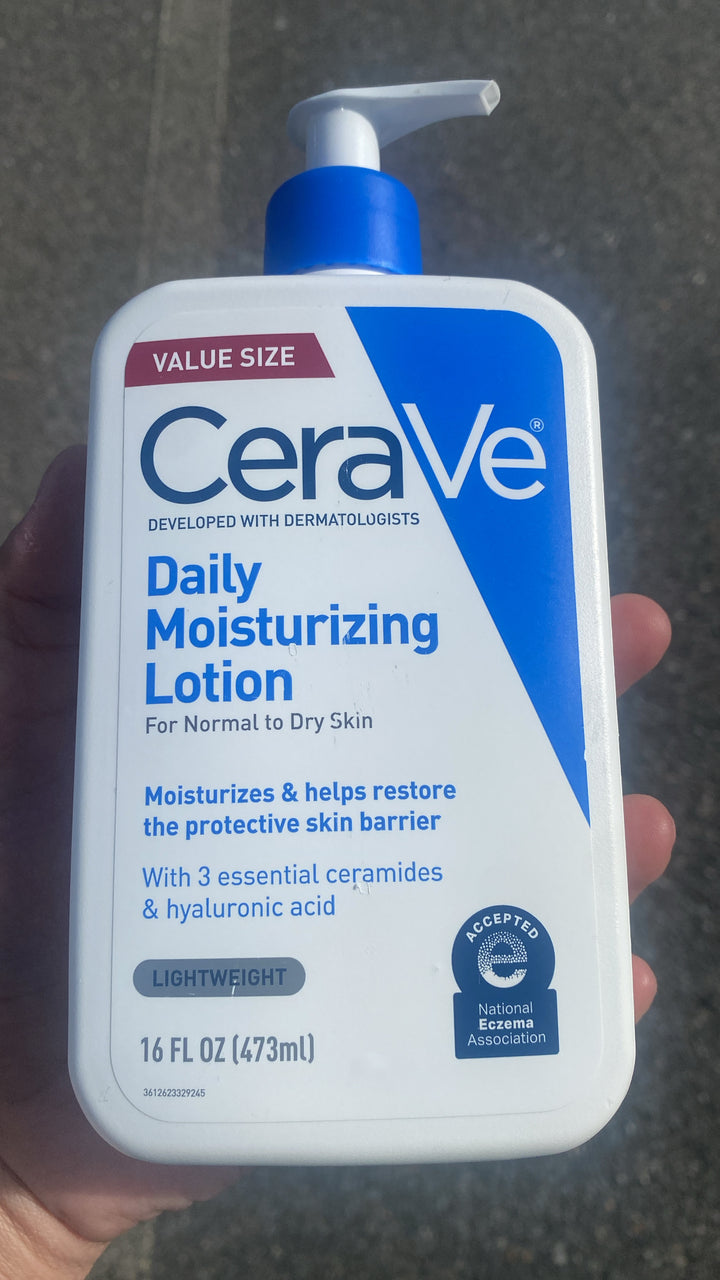 VALUE SIZE
CeraVe®
DEVELOPED WITH DERMATOLOGISTS
Daily
Moisturizing
Lotion
For Normal to Dry Skin
Moisturizes & helps restore
the protective skin barrier
With 3 essential ceramides
& hyaluronic acid
LIGHTWEIGHT
ACCEPTED
e
National
Eczema
Association
16 FL OZ (473ml)
3612623329245